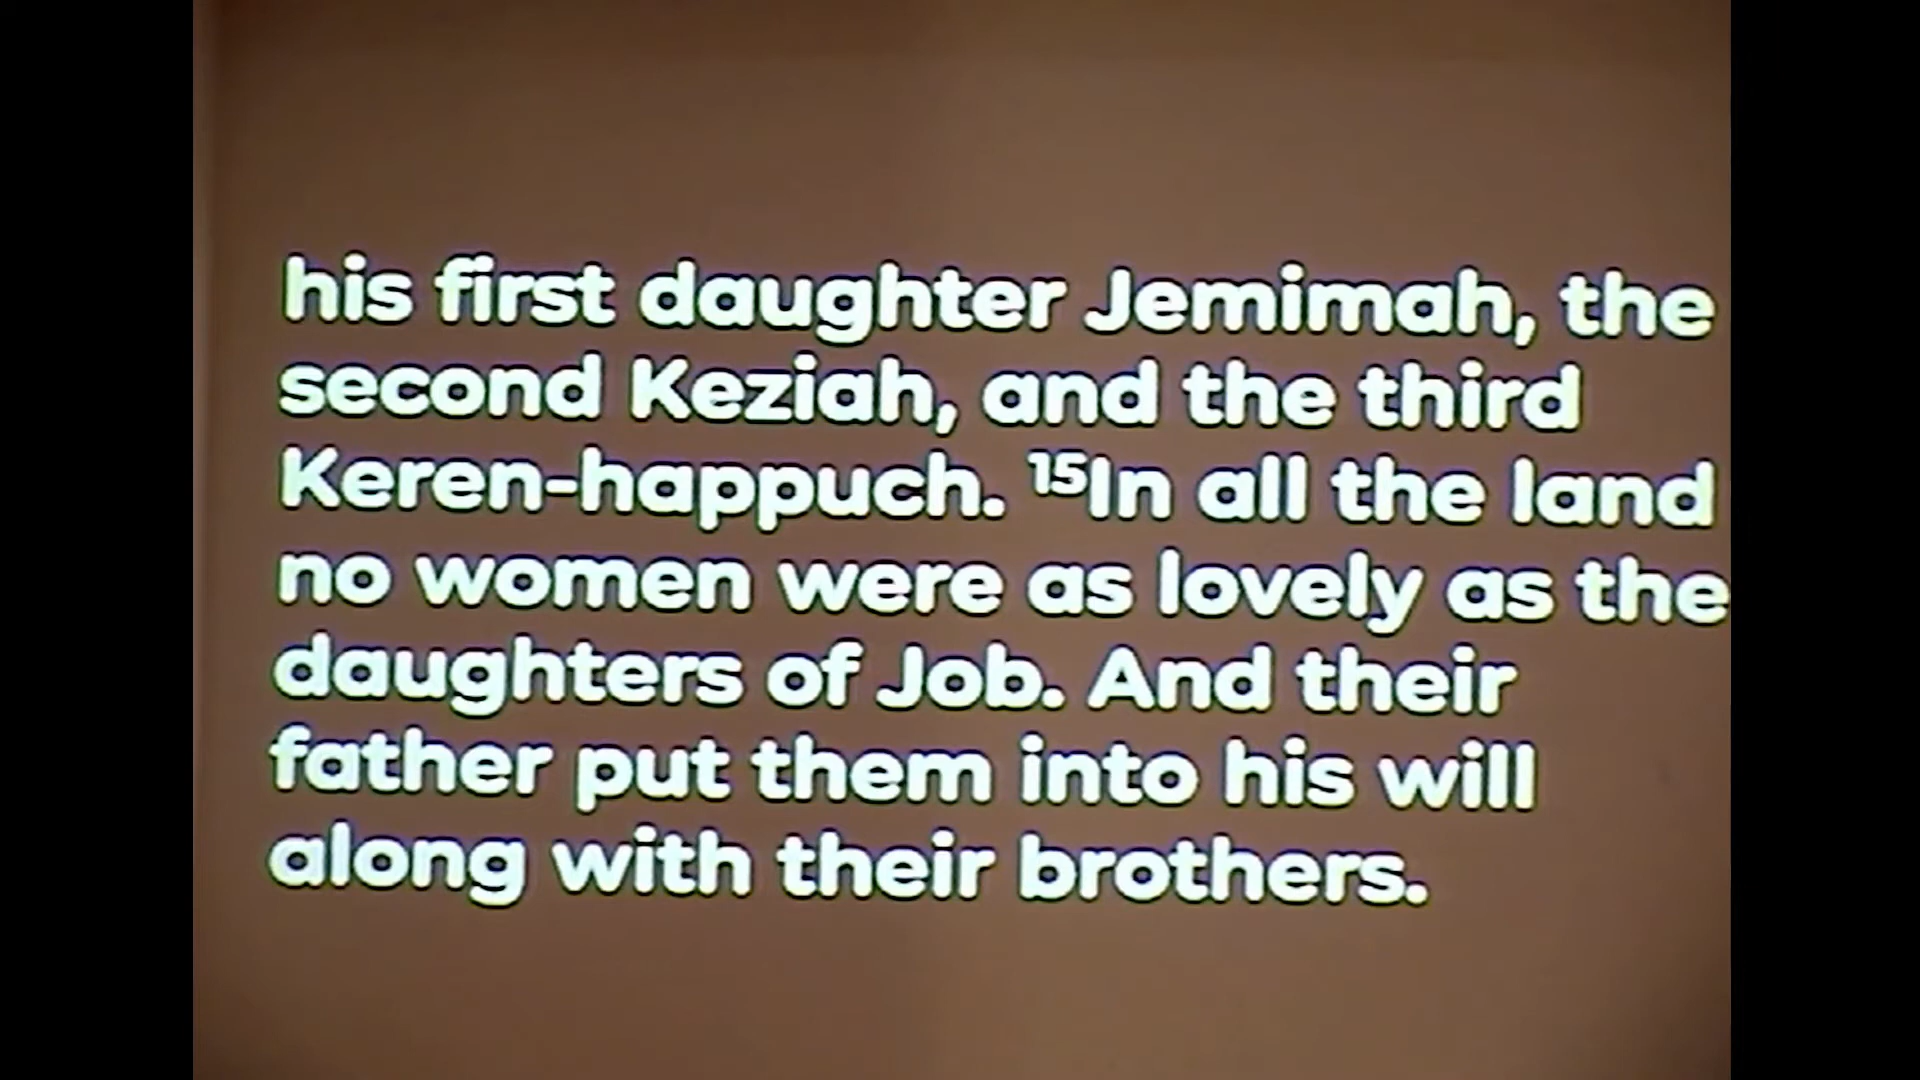 his first daughter Jemimah, the
second Keziah, and the third
Keren-happuch. ¹⁵In all the land
no women were as lovely as the
daughters of Job. And their
father put them into his will
along with their brothers.